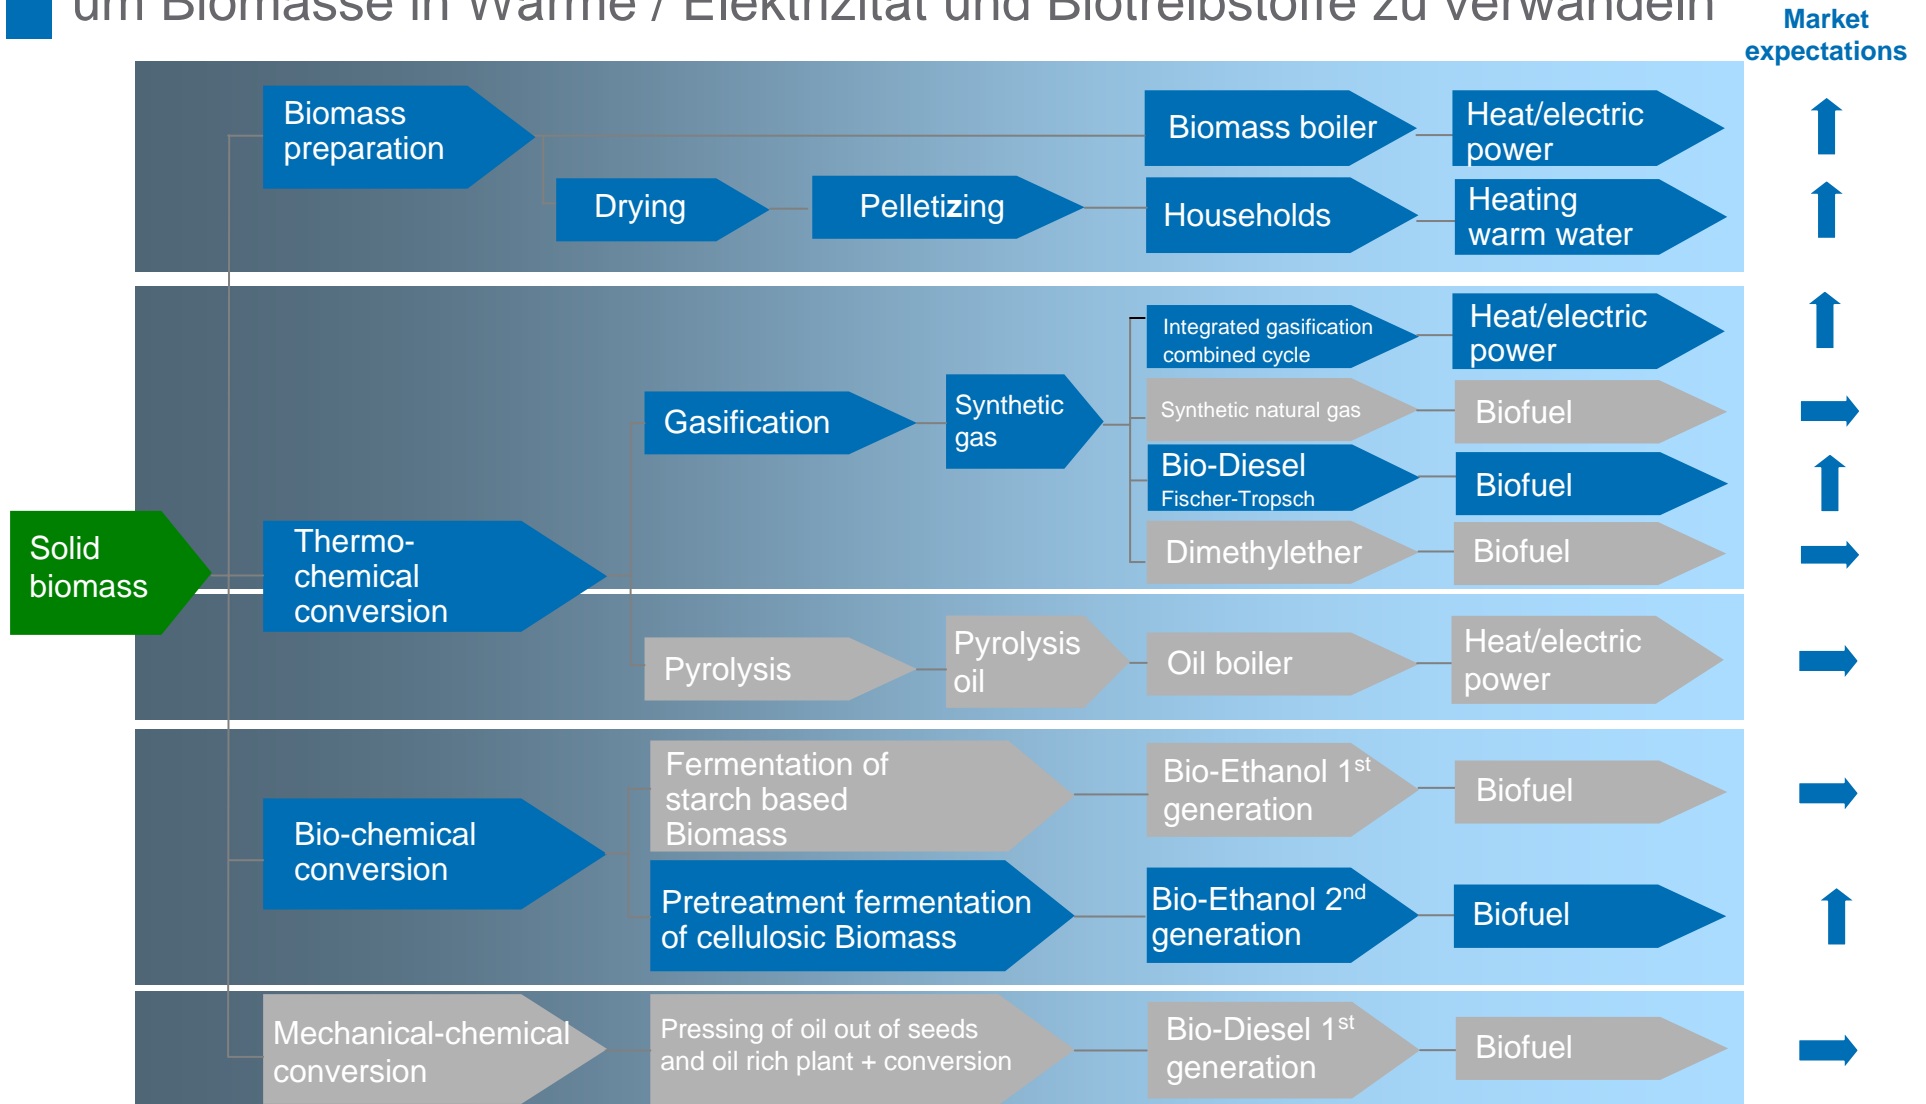 um Biomasse in Wärme / Elektrizität und Biotreibstoffe zu verwandeln
Market
expectations
Biomass
preparation
Biomass boiler
Heat/electric
power
Drying
Pelletizing
Households
Heating
warm water
Solid
biomass
Thermo-
chemical
conversion
Gasification
Synthetic
gas
Integrated gasification
combined cycle
Heat/electric
power
Synthetic natural gas
Biofuel
Bio-Diesel
Fischer-Tropsch
Biofuel
Dimethylether
Biofuel
Pyrolysis
Pyrolysis
oil
Oil boiler
Heat/electric
power
Bio-chemical
conversion
Fermentation of
starch based
Biomass
Bio-Ethanol 1st
generation
Biofuel
Pretreatment fermentation
of cellulosic Biomass
Bio-Ethanol 2nd
generation
Biofuel
Mechanical-chemical
conversion
Pressing of oil out of seeds
and oil rich plant + conversion
Bio-Diesel 1st
generation
Biofuel